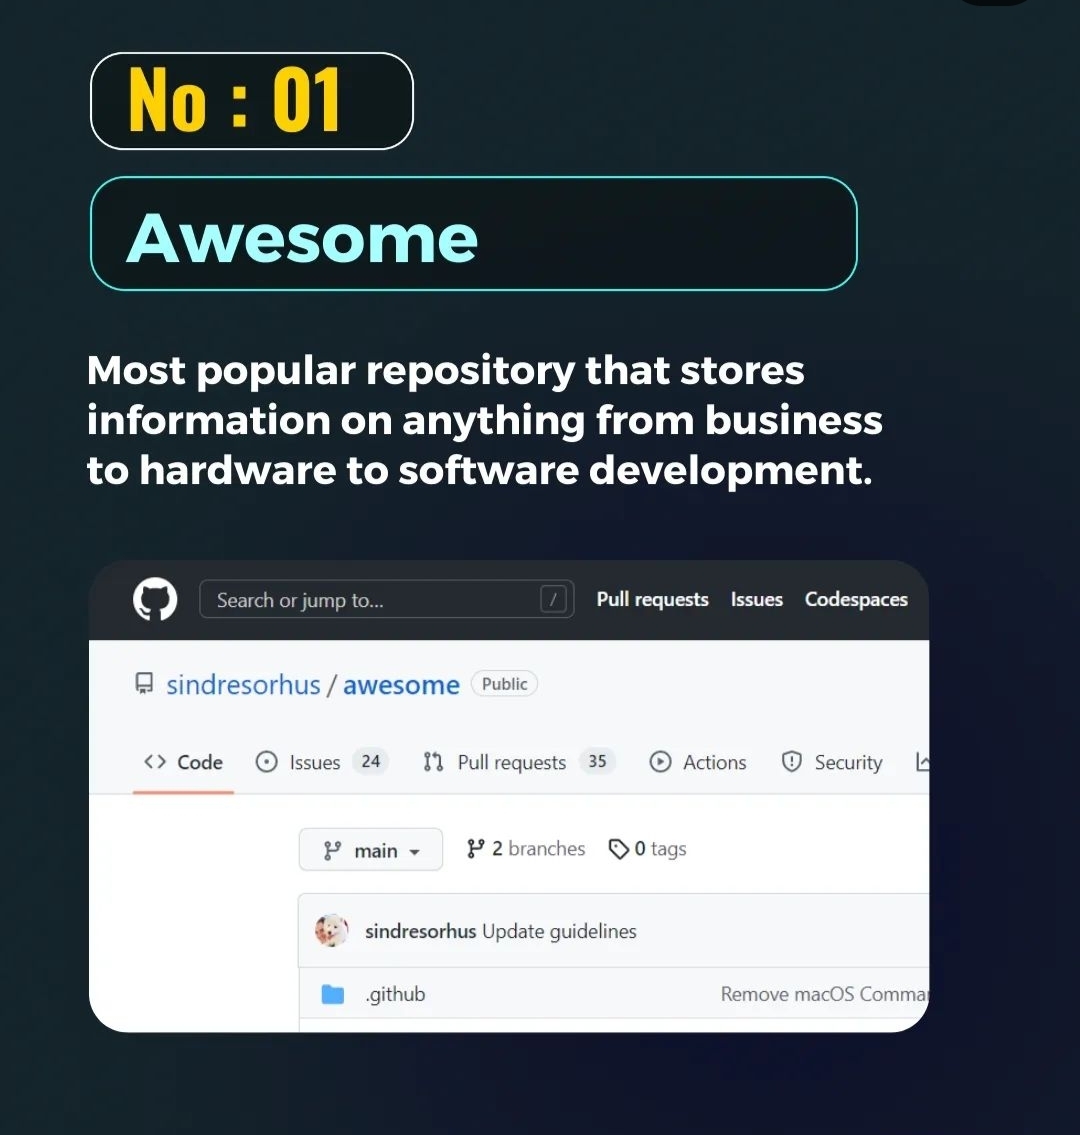 No : 01
Awesome
Most popular repository that stores
information on anything from business
to hardware to software development.
Search or jump to... / Pull requests Issues Codespaces
sindresorhus / awesome Public
<> Code Issues 24 Pull requests 35 Actions Security
main 2 branches 0 tags
sindresorhus Update guidelines
.github Remove macOS